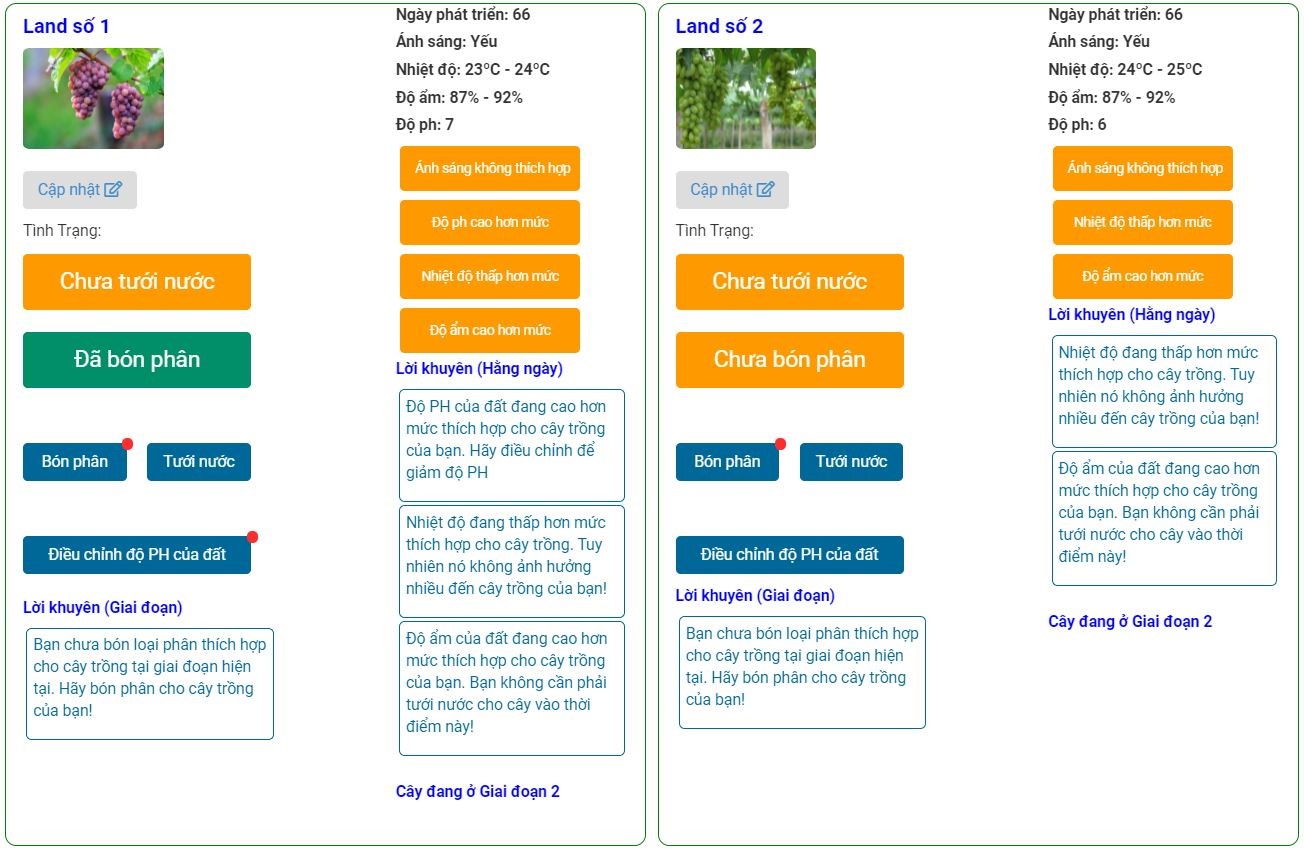 Land số 1
Cập nhật
Tình Trạng:
Chưa tưới nước
Đã bón phân
Bón phân
Tưới nước
Điều chỉnh độ PH của đất
Lời khuyên (Giai đoạn)
Bạn chưa bón loại phân thích hợp
cho cây trồng tại giai đoạn hiện
tại. Hãy bón phân cho cây trồng
của bạn!
Ngày phát triển: 66
Ánh sáng: Yếu
Nhiệt độ: 23ºC - 24ºC
Độ ẩm: 87% - 92%
Độ ph: 7
Ánh sáng không thích hợp
Độ ph cao hơn mức
Nhiệt độ thấp hơn mức
Độ ẩm cao hơn mức
Lời khuyên (Hằng ngày)
Độ PH của đất đang cao hơn
mức thích hợp cho cây trồng
của bạn. Hãy điều chỉnh để
giảm độ PH
Nhiệt độ đang thấp hơn mức
thích hợp cho cây trồng. Tuy
nhiên nó không ảnh hưởng
nhiều đến cây trồng của bạn!
Độ ẩm của đất đang cao hơn
mức thích hợp cho cây trồng
của bạn. Bạn không cần phải
tưới nước cho cây vào thời
điểm này!
Cây đang ở Giai đoạn 2
Land số 2
Cập nhật
Tình Trạng:
Chưa tưới nước
Chưa bón phân
Bón phân
Tưới nước
Điều chỉnh độ PH của đất
Lời khuyên (Giai đoạn)
Bạn chưa bón loại phân thích hợp
cho cây trồng tại giai đoạn hiện
tại. Hãy bón phân cho cây trồng
của bạn!
Ngày phát triển: 66
Ánh sáng: Yếu
Nhiệt độ: 24ºC - 25ºC
Độ ẩm: 87% - 92%
Độ ph: 6
Ánh sáng không thích hợp
Nhiệt độ thấp hơn mức
Độ ẩm cao hơn mức
Lời khuyên (Hằng ngày)
Nhiệt độ đang thấp hơn mức
thích hợp cho cây trồng. Tuy
nhiên nó không ảnh hưởng
nhiều đến cây trồng của bạn!
Độ ẩm của đất đang cao hơn
mức thích hợp cho cây trồng
của bạn. Bạn không cần phải
tưới nước cho cây vào thời
điểm này!
Cây đang ở Giai đoạn 2